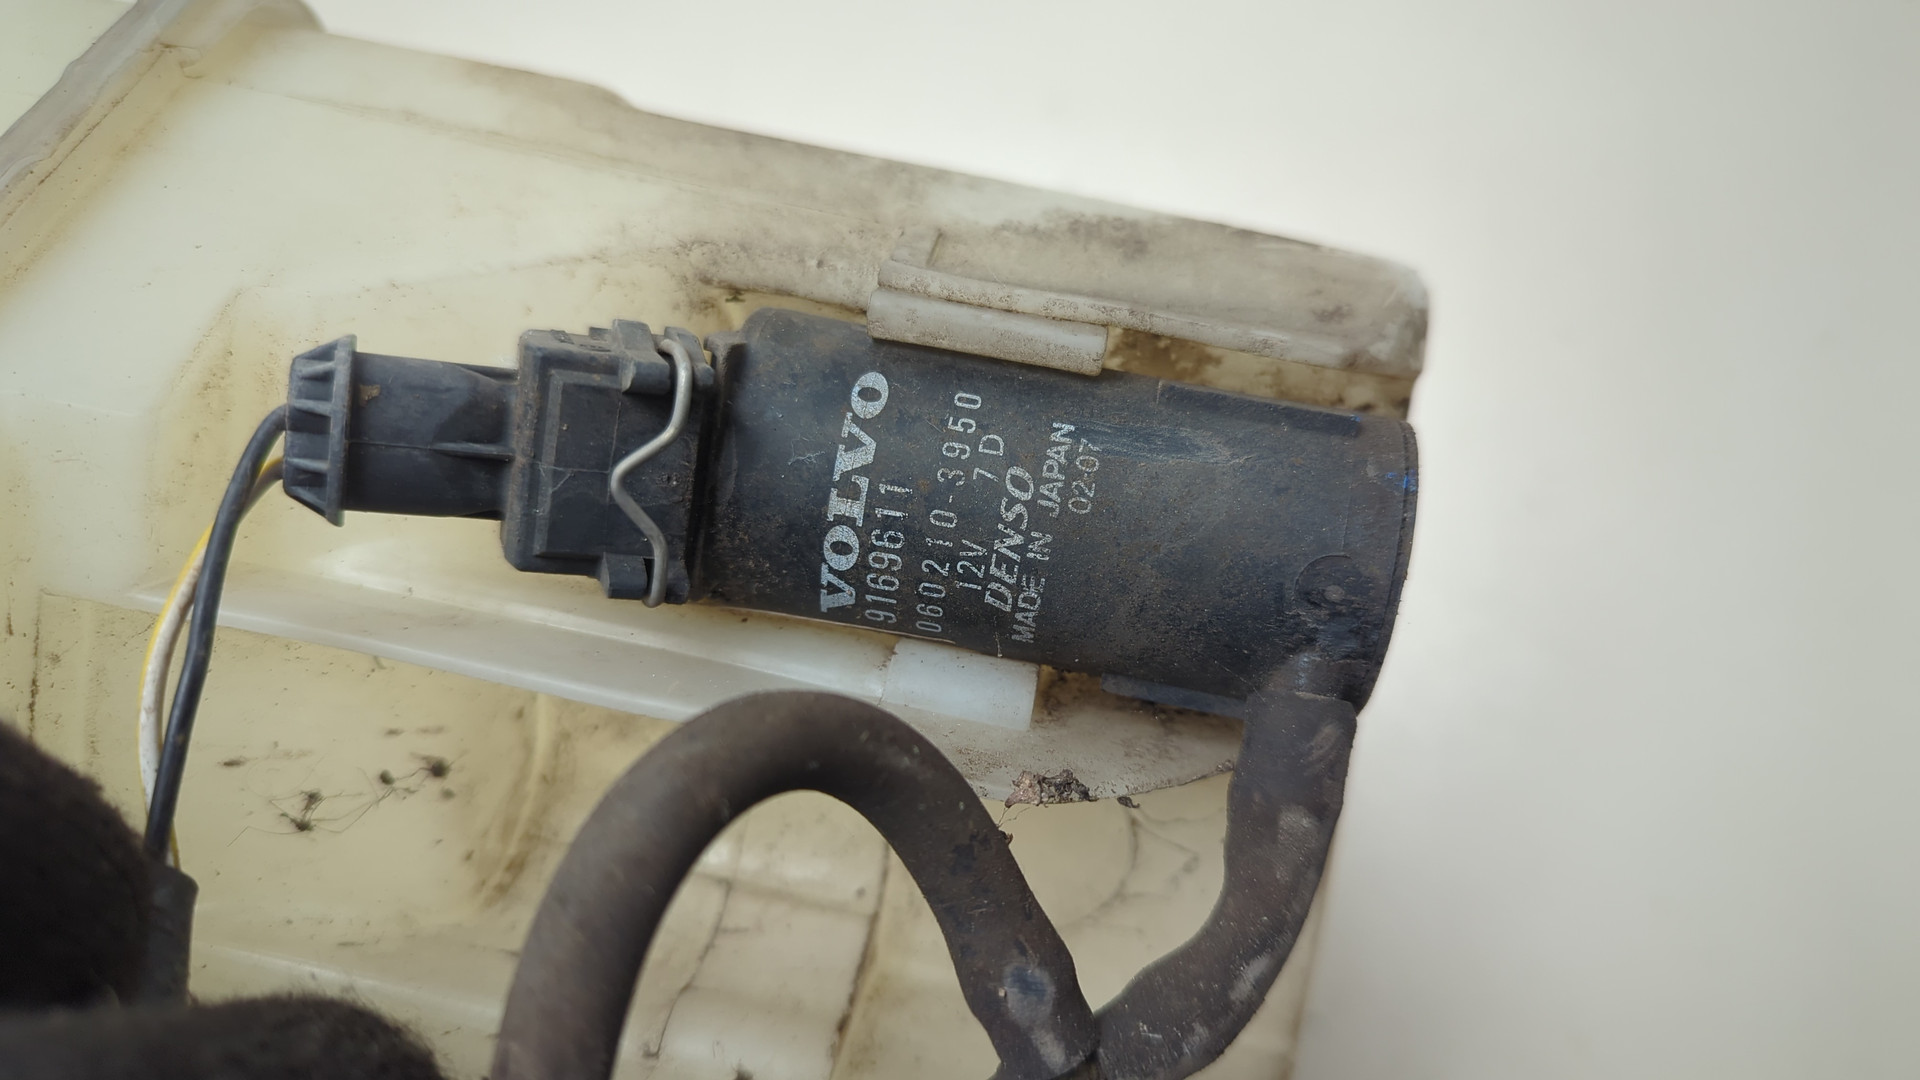 VOLVO
9169611
060210-3950
12V 7D
DENSO
MADE IN JAPAN
02-07